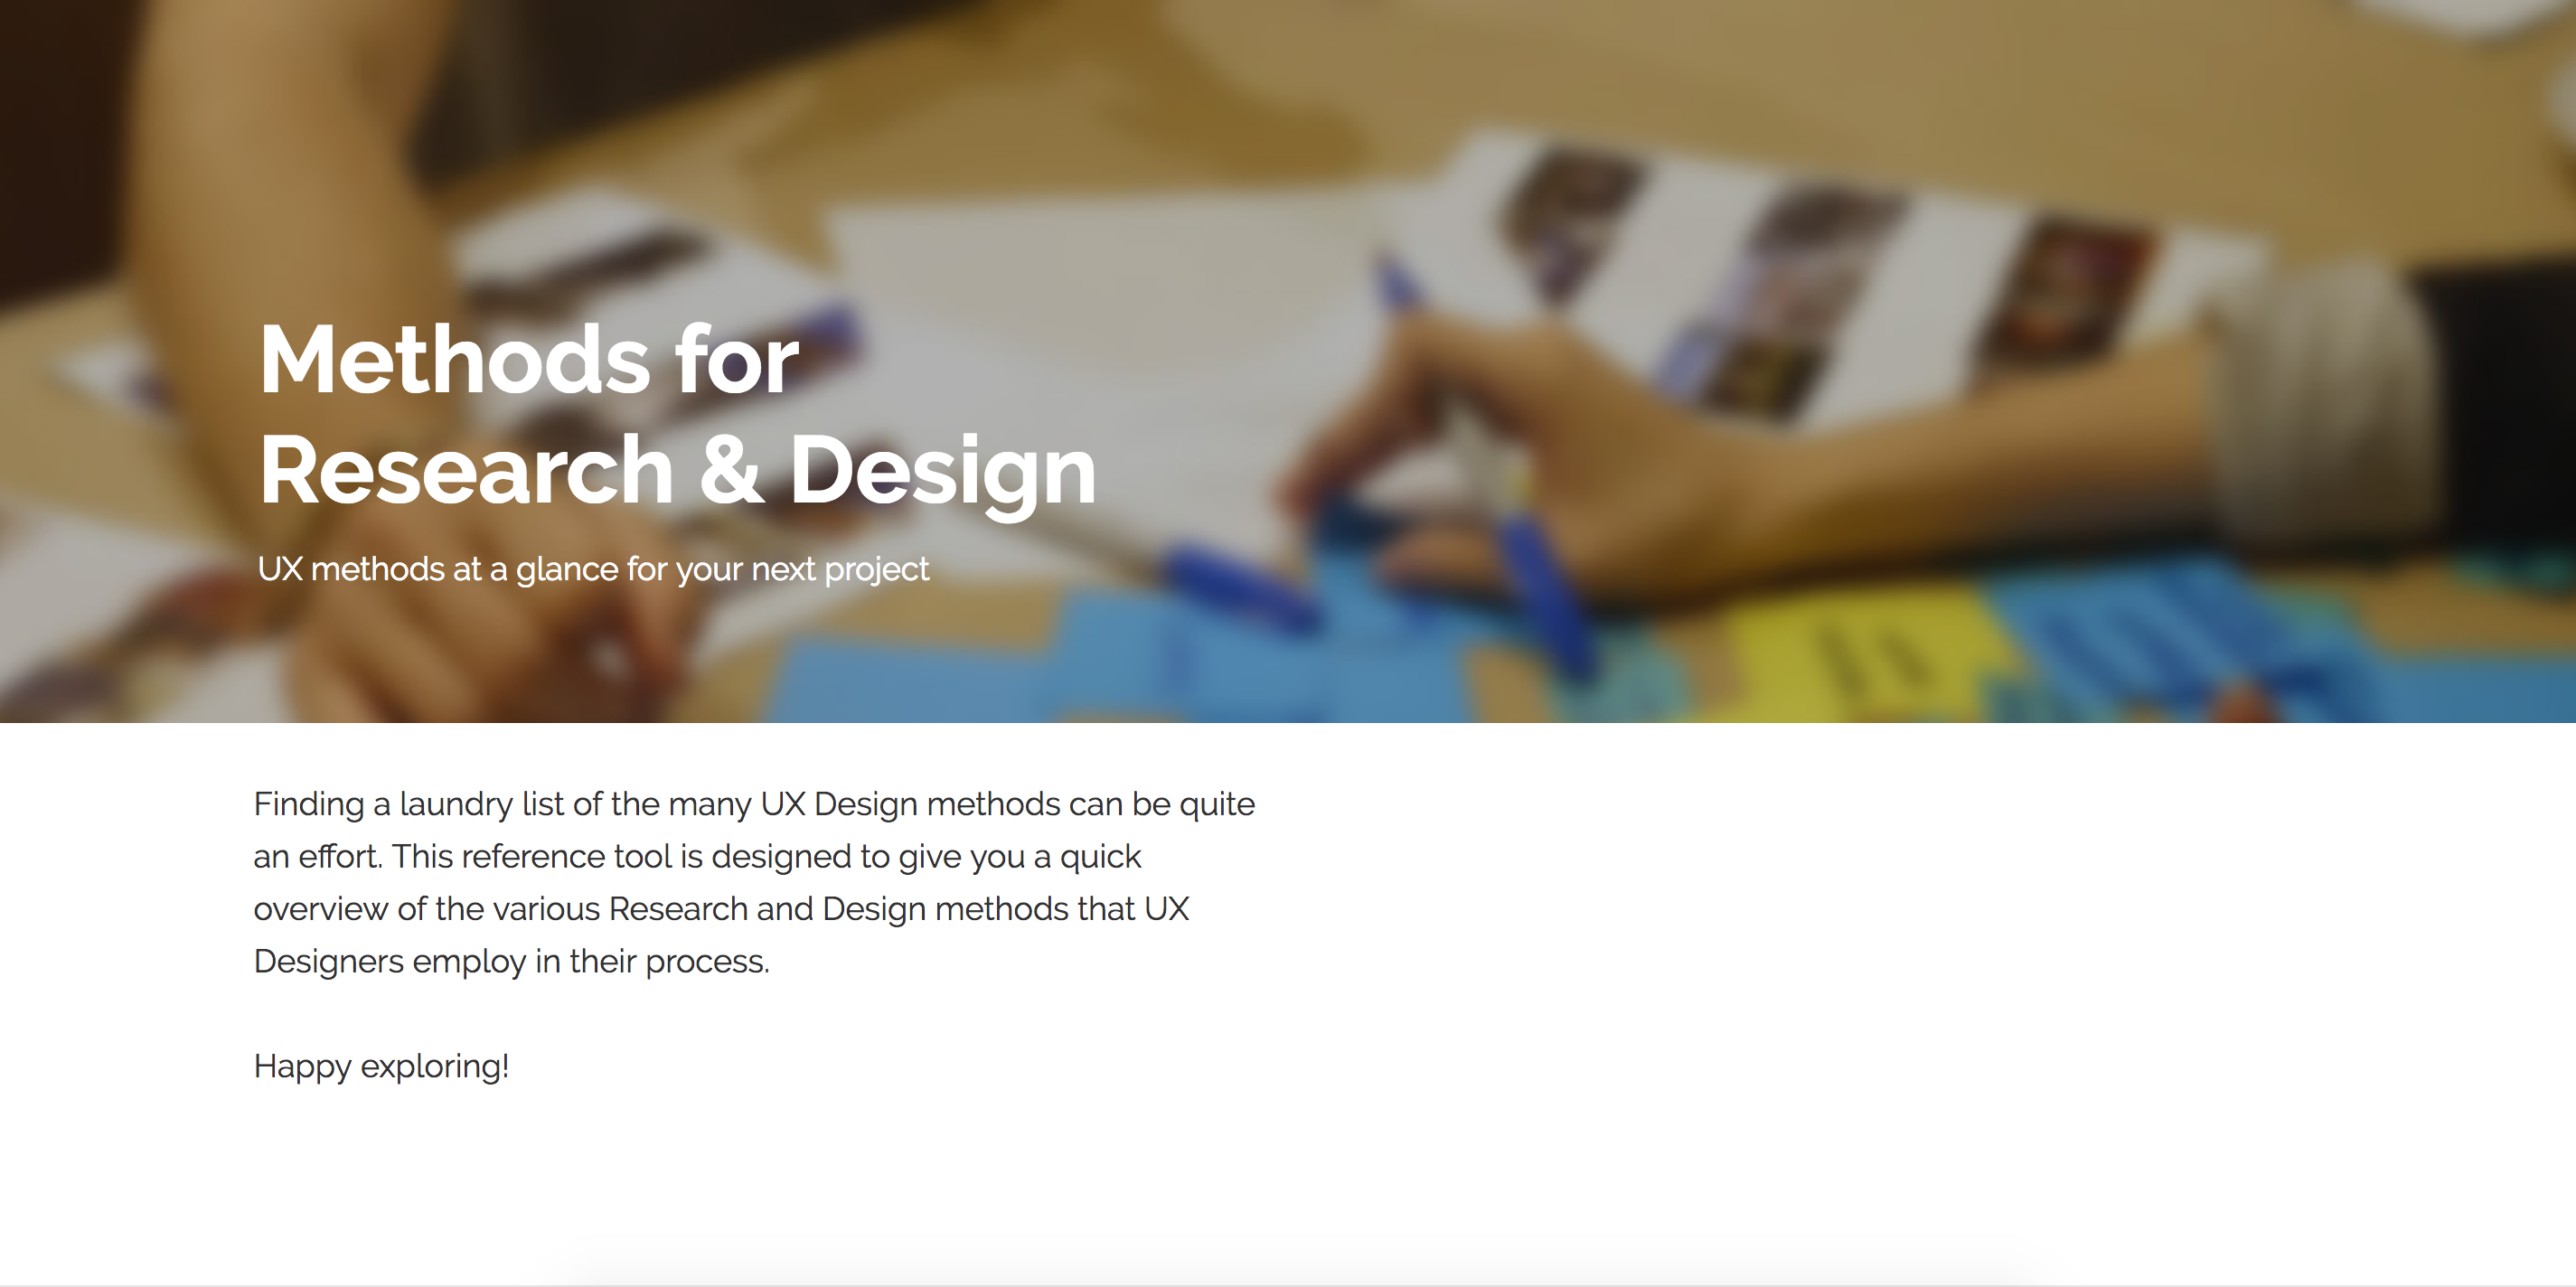 Methods for
Research & Design
UX methods at a glance for your next project
Finding a laundry list of the many UX Design methods can be quite
an effort. This reference tool is designed to give you a quick
overview of the various Research and Design methods that UX
Designers employ in their process.
Happy exploring!